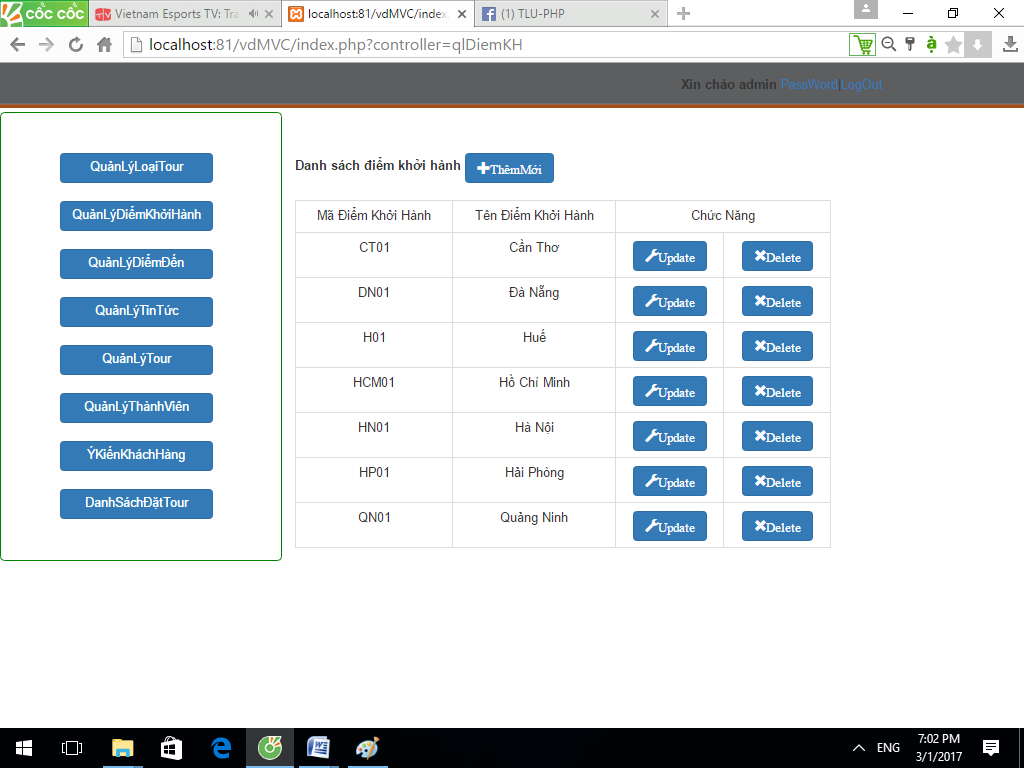 cốc cốc Vietnam Esports TV: Tra localhost:81/vdMVC/index. (1) TLU-PHP
localhost:81/vdMVC/index.php?controller=qlDiemKH
Xin chào admin PassWord|LogOut
QuảnLýLoạiTour
QuảnLýDiểmKhởiHành
QuảnLýDiểmĐến
QuảnLýTinTức
QuảnLýTour
QuảnLýThànhViên
ÝKiếnKháchHàng
DanhSáchĐặtTour
Danh sách điểm khởi hành ThêmMới
Mã Điểm Khởi Hành Tên Điểm Khởi Hành Chức Năng
CT01 Cần Thơ Update Delete
DN01 Đà Nẵng Update Delete
H01 Huế Update Delete
HCM01 Hồ Chí Minh Update Delete
HN01 Hà Nội Update Delete
HP01 Hải Phòng Update Delete
QN01 Quảng Ninh Update Delete
ENG 7:02 PM
3/1/2017